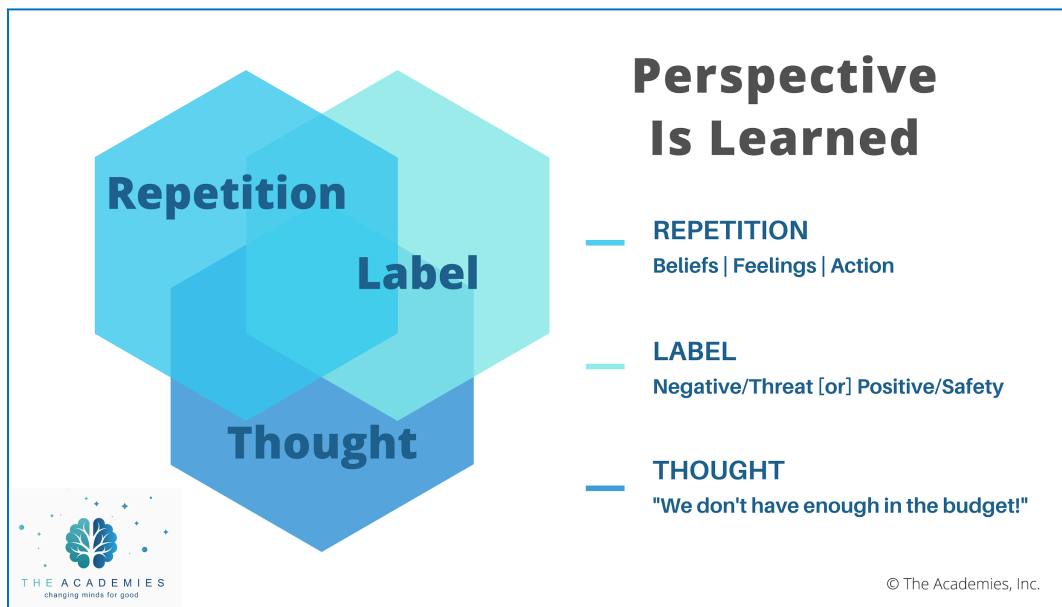 Perspective
Is Learned
Repetition
Label
Thought
REPETITION
Beliefs | Feelings | Action
LABEL
Negative/Threat [or] Positive/Safety
THOUGHT
"We don't have enough in the budget!"
THE ACADEMIES
changing minds for good
© The Academies, Inc.